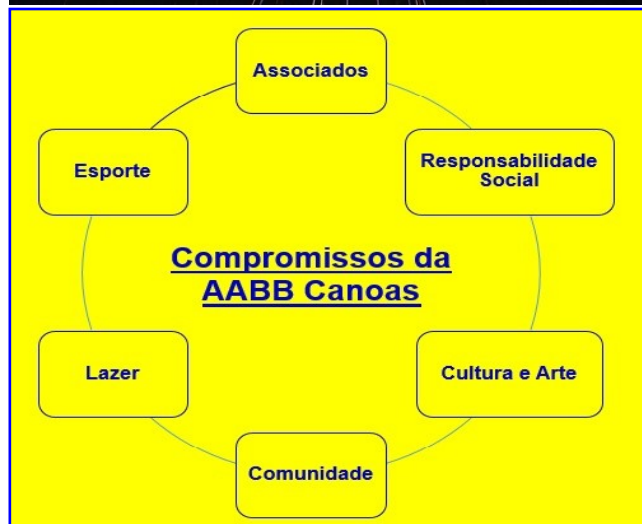 Associados
Esporte
Responsabilidade
Social
Compromissos da
AABB Canoas
Lazer
Cultura e Arte
Comunidade